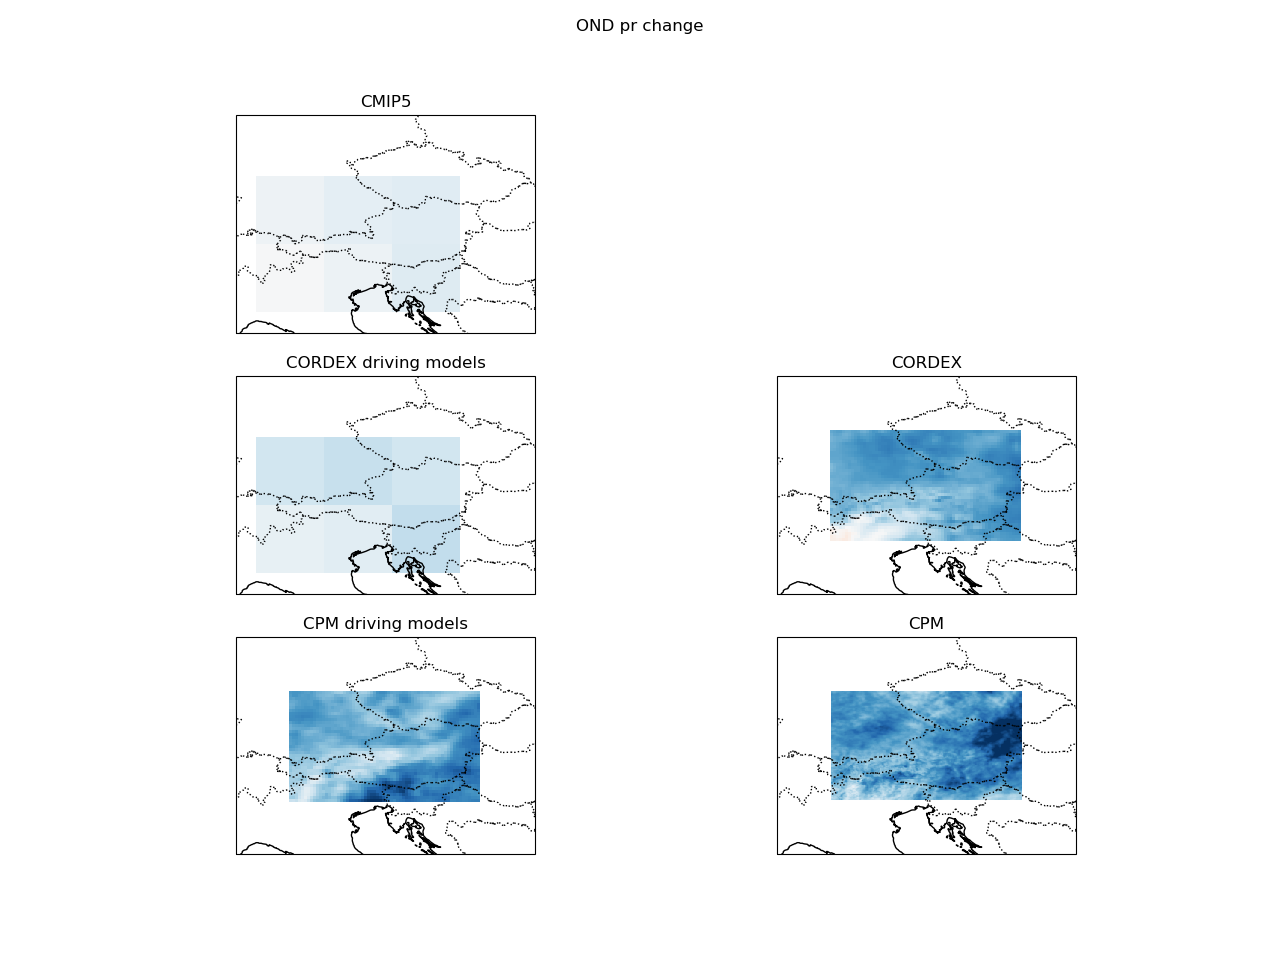 OND pr change
CMIP5
CORDEX driving models
CORDEX
CPM driving models
CPM